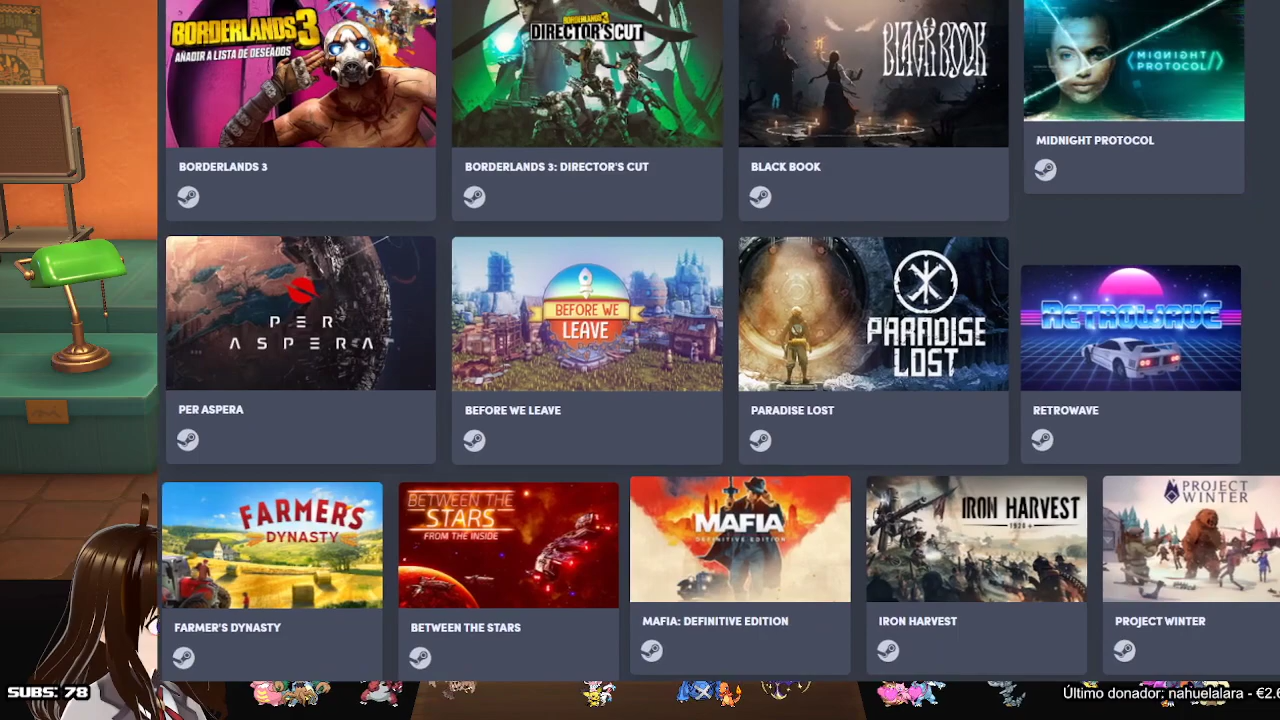 BORDERLANDS 3
AÑADIR A LISTA DE DESEADOS
BORDERLANDS 3
DIRECTOR'S CUT
BLACK BOOK
MIDNIGHT
PROTOCOL
BORDERLANDS 3
BORDERLANDS 3: DIRECTOR'S CUT
BLACK BOOK
MIDNIGHT PROTOCOL
PER
ASPERA
BEFORE WE
LEAVE
PARADISE
LOST
RETROWAVE
PER ASPERA
BEFORE WE LEAVE
PARADISE LOST
RETROWAVE
FARMER'S
DYNASTY
BETWEEN THE
STARS
FROM THE INSIDE
MAFIA
DEFINITIVE EDITION
IRON HARVEST
1920+
PROJECT
WINTER
FARMER'S DYNASTY
BETWEEN THE STARS
MAFIA: DEFINITIVE EDITION
IRON HARVEST
PROJECT WINTER
SUBS: 78
Último donador: nahuelalara - €2.6